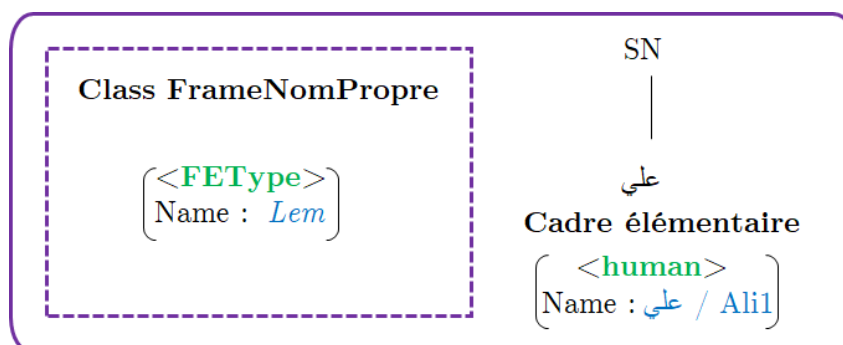 Class FrameNomPropre
<FEType>
Name : Lem
SN
علي
Cadre élémentaire
<human>
Name : علي / Ali1